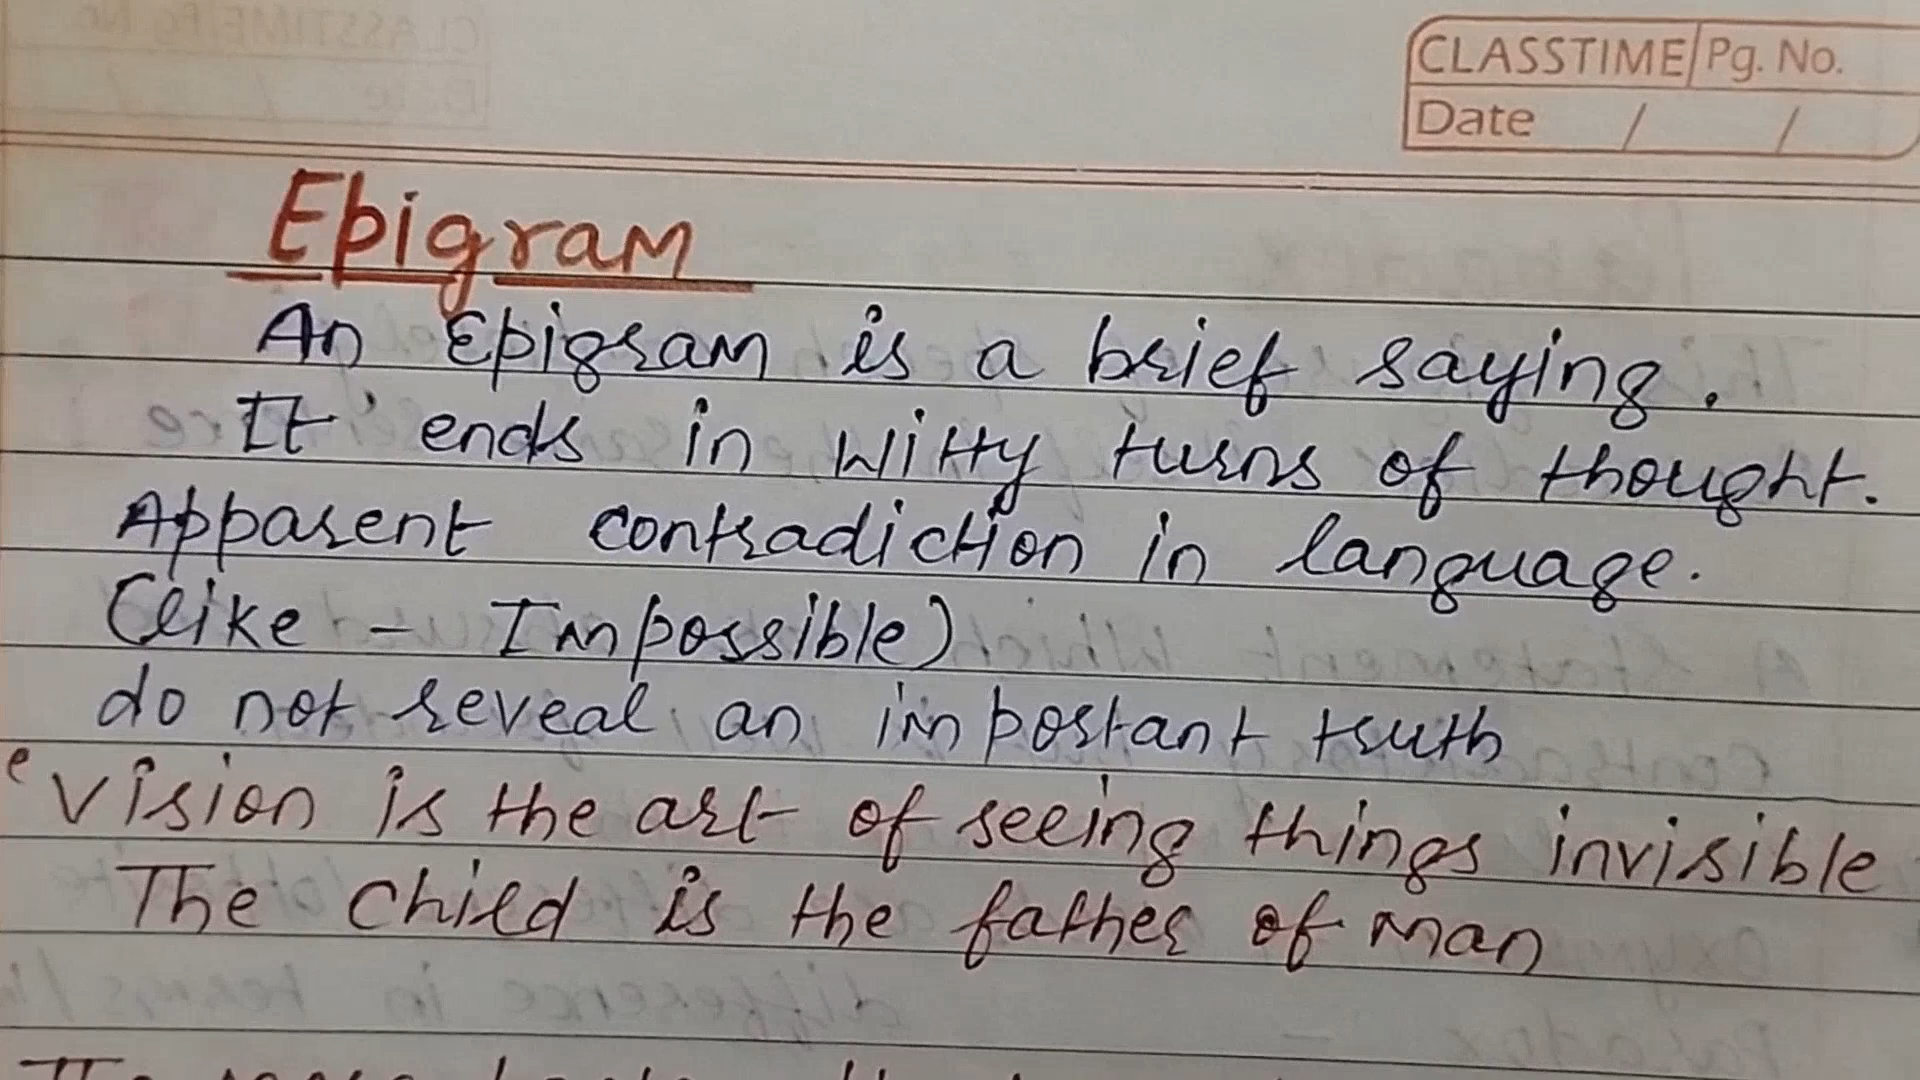 CLASSTIME Pg. No.
Date / /
Epigram
An Epigram is a brief saying.
It ends in witty turns of thought.
Apparent contradiction in language.
(like - Impossible)
do not reveal an important truth
e Vision is the art of seeing things invisible
The Child is the father of man